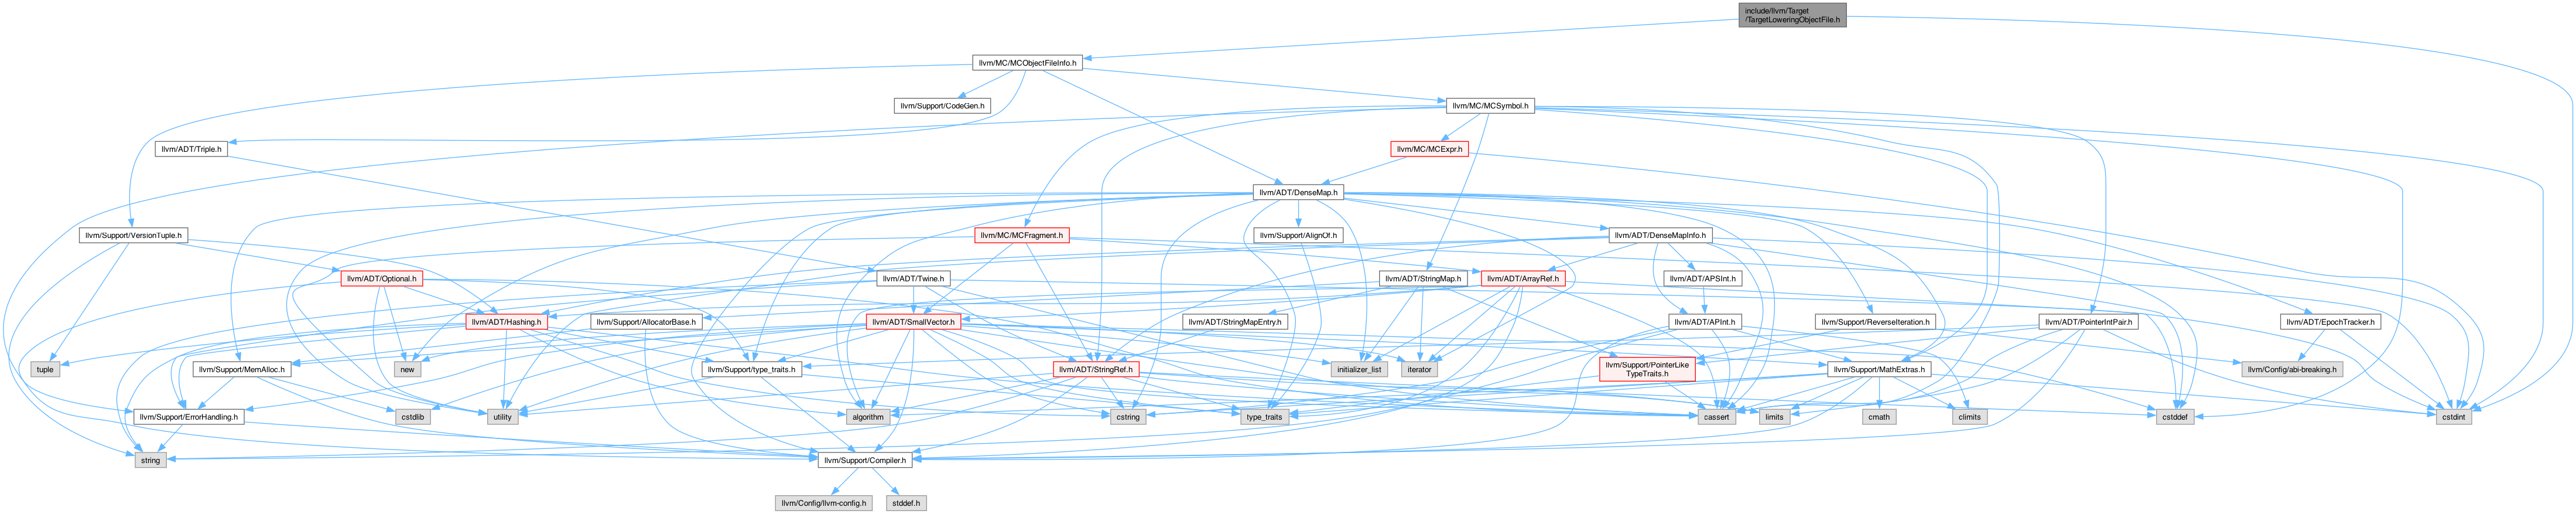 include/llvm/Target
/TargetLoweringObjectFile.h
llvm/MC/MCObjectFileInfo.h
llvm/Support/CodeGen.h
llvm/MC/MCSymbol.h
llvm/ADT/Triple.h
llvm/MC/MCExpr.h
llvm/ADT/DenseMap.h
llvm/Support/VersionTuple.h
llvm/MC/MCFragment.h
llvm/Support/AlignOf.h
llvm/ADT/DenseMapInfo.h
llvm/ADT/Optional.h
llvm/ADT/Twine.h
llvm/ADT/StringMap.h
llvm/ADT/ArrayRef.h
llvm/ADT/APSInt.h
llvm/ADT/Hashing.h
llvm/Support/AllocatorBase.h
llvm/ADT/SmallVector.h
llvm/ADT/StringMapEntry.h
llvm/ADT/APInt.h
llvm/Support/ReverseIteration.h
llvm/ADT/PointerIntPair.h
llvm/ADT/EpochTracker.h
tuple
llvm/Support/MemAlloc.h
new
llvm/Support/type_traits.h
llvm/ADT/StringRef.h
initializer_list
iterator
llvm/Support/PointerLike
TypeTraits.h
llvm/Support/MathExtras.h
llvm/Config/abi-breaking.h
llvm/Support/ErrorHandling.h
cstdlib
utility
algorithm
cstring
type_traits
cassert
limits
cmath
climits
cstddef
cstdint
string
llvm/Support/Compiler.h
llvm/Config/llvm-config.h
stddef.h